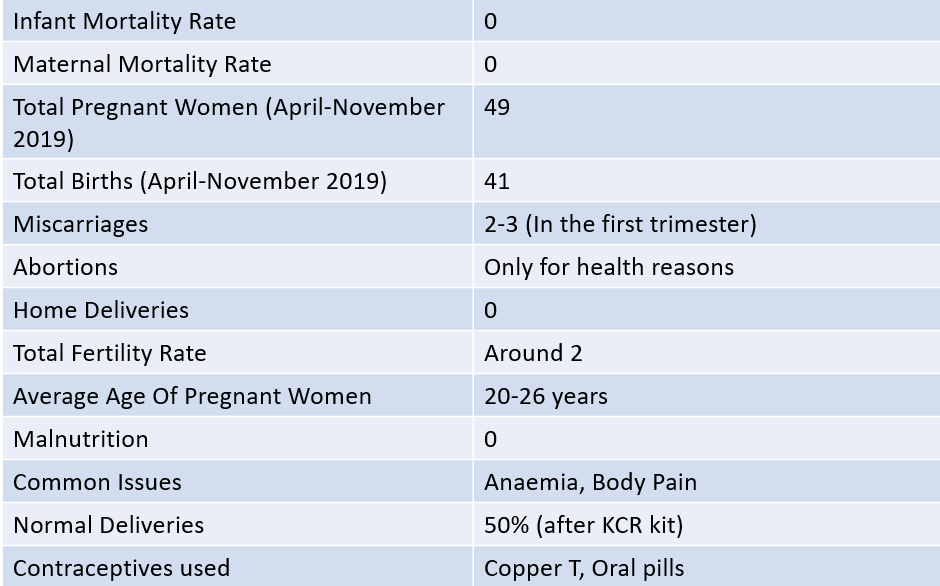 Infant Mortality Rate 0
Maternal Mortality Rate 0
Total Pregnant Women (April-November 49
2019)
Total Births (April-November 2019) 41
Miscarriages 2-3 (In the first trimester)
Abortions Only for health reasons
Home Deliveries 0
Total Fertility Rate Around 2
Average Age Of Pregnant Women 20-26 years
Malnutrition 0
Common Issues Anaemia, Body Pain
Normal Deliveries 50% (after KCR kit)
Contraceptives used Copper T, Oral pills